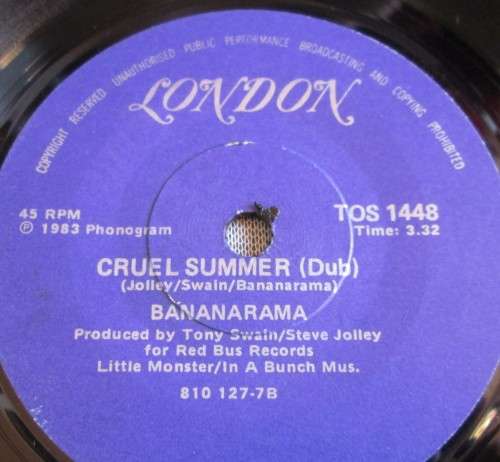 COPYRIGHT RESERVED UNAUTHORISED PUBLIC PERFORMANCE BROADCASTING AND COPYING PROHIBITED
LONDON
45 RPM
℗ 1983 Phonogram
TOS 1448
Time: 3.32
CRUEL SUMMER (Dub)
(Jolley/Swain/Bananarama)
BANANARAMA
Produced by Tony Swain/Steve Jolley
for Red Bus Records
Little Monster/In A Bunch Mus.
810 127-7B